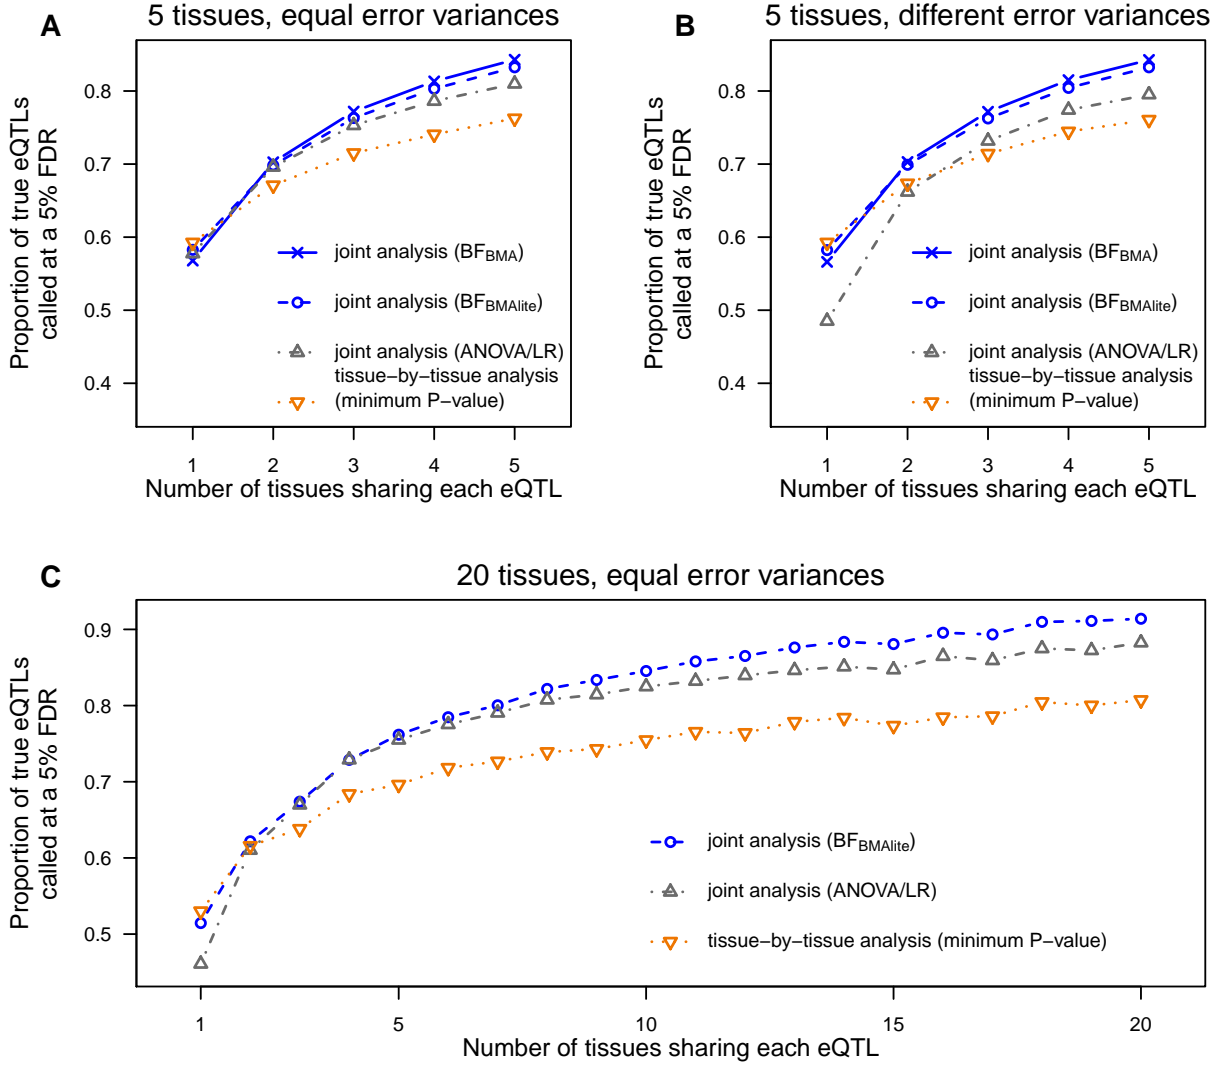 A
5 tissues, equal error variances
Proportion of true eQTLs
called at a 5% FDR
0.8
0.7
0.6
0.5
0.4
joint analysis (BF_BMA)
joint analysis (BF_BMAlite)
joint analysis (ANOVA/LR)
tissue−by−tissue analysis
(minimum P−value)
1 2 3 4 5
Number of tissues sharing each eQTL
B
5 tissues, different error variances
Proportion of true eQTLs
called at a 5% FDR
0.8
0.7
0.6
0.5
0.4
joint analysis (BF_BMA)
joint analysis (BF_BMAlite)
joint analysis (ANOVA/LR)
tissue−by−tissue analysis
(minimum P−value)
1 2 3 4 5
Number of tissues sharing each eQTL
C
20 tissues, equal error variances
Proportion of true eQTLs
called at a 5% FDR
0.9
0.8
0.7
0.6
0.5
joint analysis (BF_BMAlite)
joint analysis (ANOVA/LR)
tissue−by−tissue analysis (minimum P−value)
1 5 10 15 20
Number of tissues sharing each eQTL